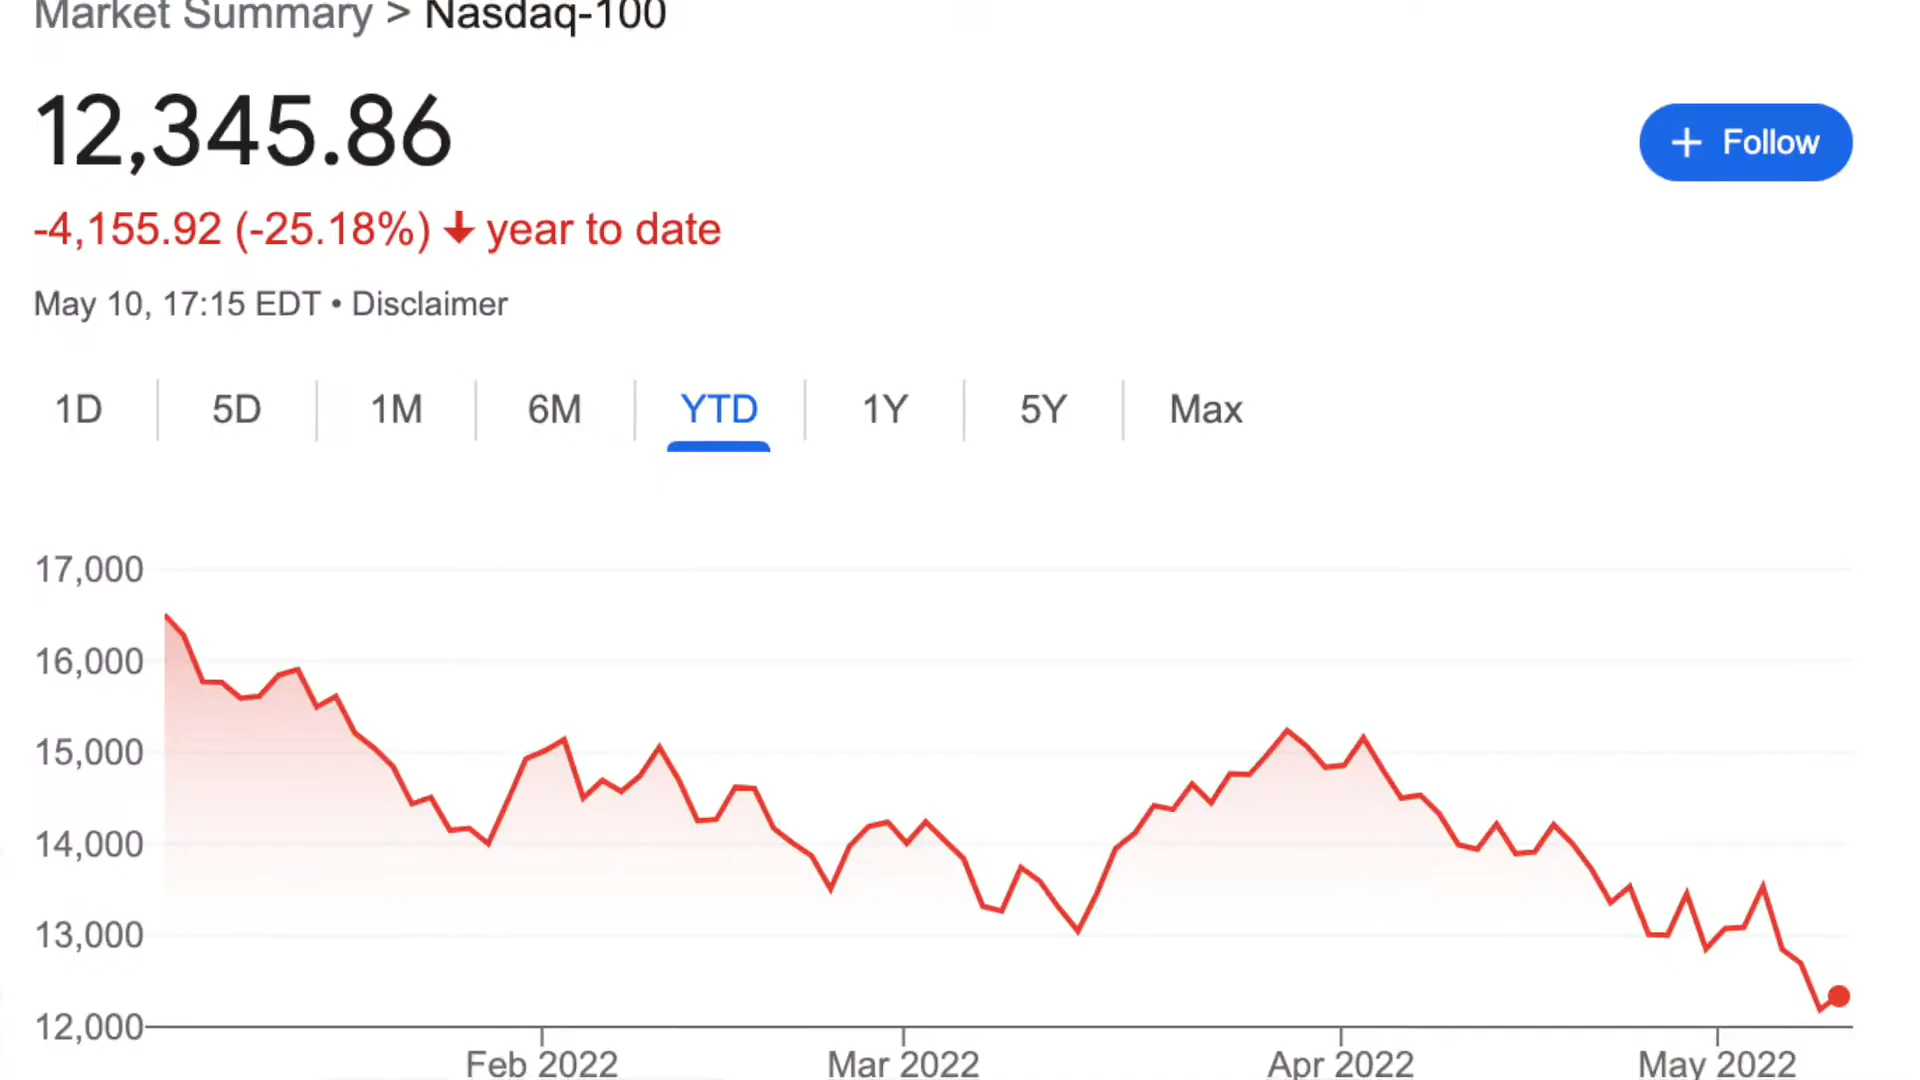 Market Summary > Nasdaq-100
12,345.86
+ Follow
-4,155.92 (-25.18%) ↓ year to date
May 10, 17:15 EDT • Disclaimer
1D 5D 1M 6M YTD 1Y 5Y Max
17,000
16,000
15,000
14,000
13,000
12,000
Feb 2022 Mar 2022 Apr 2022 May 2022